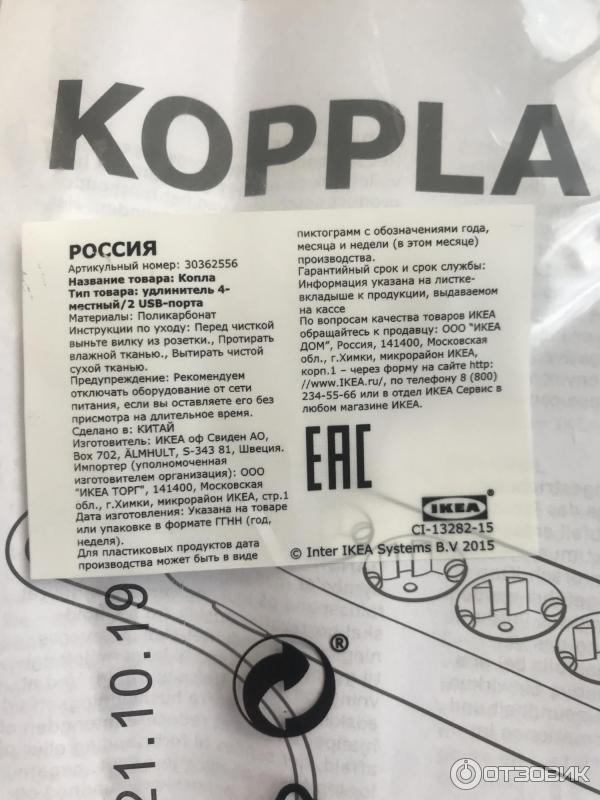 KOPPLA
РОССИЯ
Артикульный номер: 30362556
Название товара: Копла
Тип товара: удлинитель 4-
местный/2 USB-порта
Материалы: Поликарбонат
Инструкции по уходу: Перед чисткой
выньте вилку из розетки., Протирать
влажной тканью., Вытирать чистой
сухой тканью.
Предупреждение: Рекомендуем
отключать оборудование от сети
питания, если вы оставляете его без
присмотра на длительное время.
Сделано в: КИТАЙ
Изготовитель: ИКЕА оф Свиден АО,
Box 702, ÄLMHULT, S-343 81, Швеция.
Импортер (уполномоченная
изготовителем организация): ООО
"ИКЕА ТОРГ", 141400, Московская
обл., г.Химки, микрорайон ИКЕА, стр.1
Дата изготовления: Указана на товаре
или упаковке в формате ГГНН (год,
неделя).
Для пластиковых продуктов дата
производства может быть в виде
пиктограмм с обозначениями года,
месяца и недели (в этом месяце)
производства.
Гарантийный срок и срок службы:
Информация указана на листке-
вкладыше к продукции, выдаваемом
на кассе
По вопросам качества товаров ИКЕА
обращайтесь к продавцу: ООО "ИКЕА
ДОМ", Россия, 141400, Московская
обл., г.Химки, микрорайон ИКЕА,
корп.1 – через форму на сайте http:
//www.IKEA.ru/, по телефону 8 (800)
234-55-66 или в отдел ИКЕА Сервис в
любом магазине ИКЕА.
EAC
IKEA®
CI-13282-15
© Inter IKEA Systems B.V 2015
21.10.19
®
ОТЗОВИК